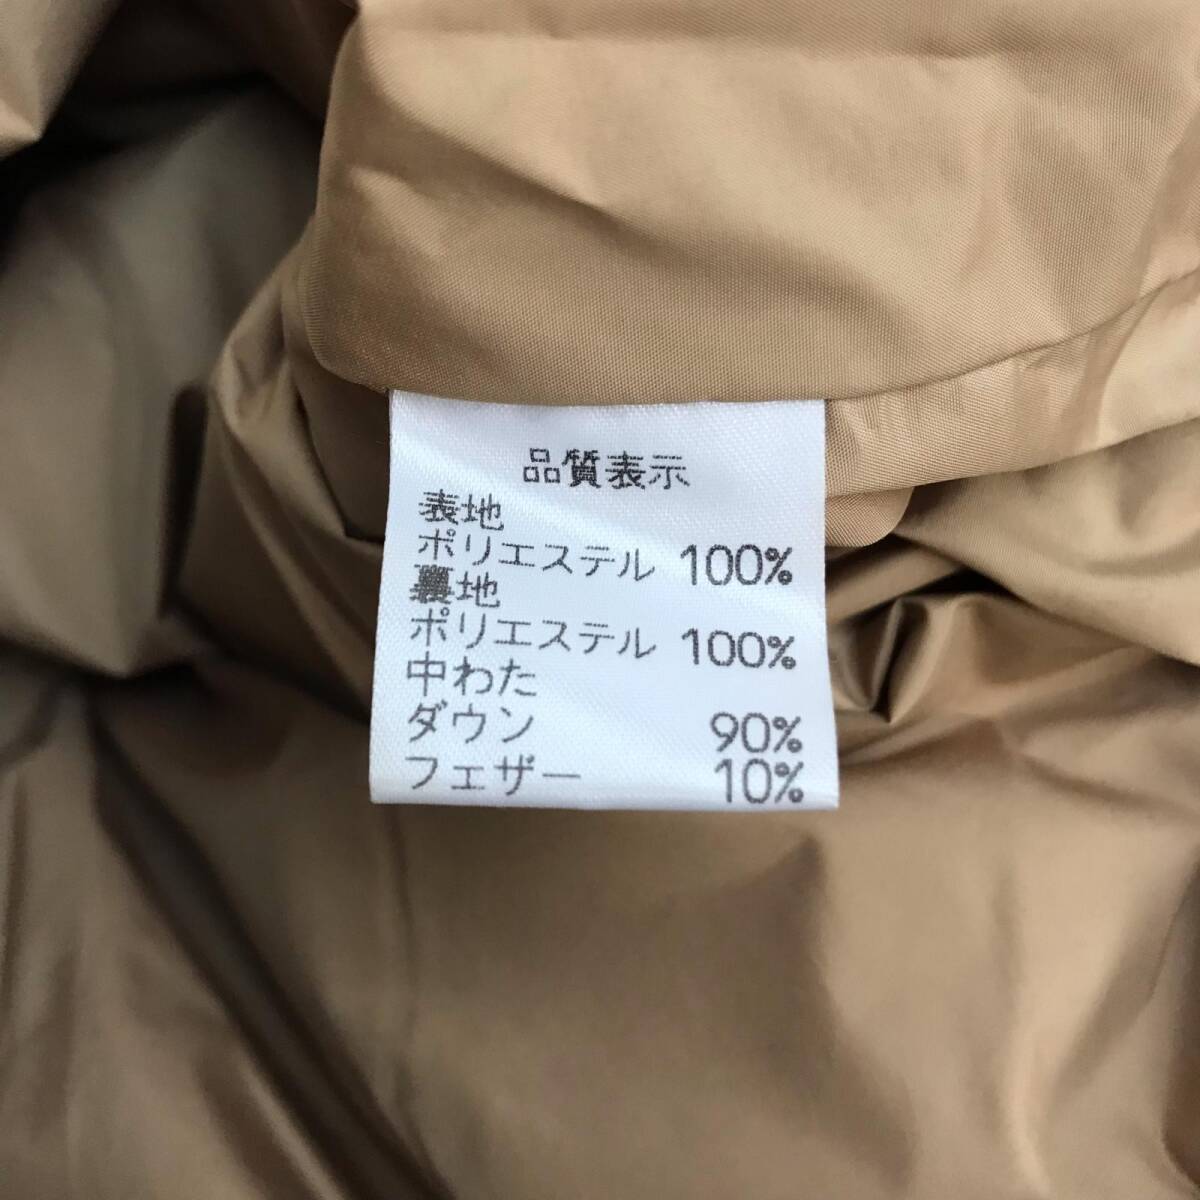 品質表示
表地
ポリエステル 100%
裏地
ポリエステル 100%
中わた
ダウン 90%
フェザー 10%